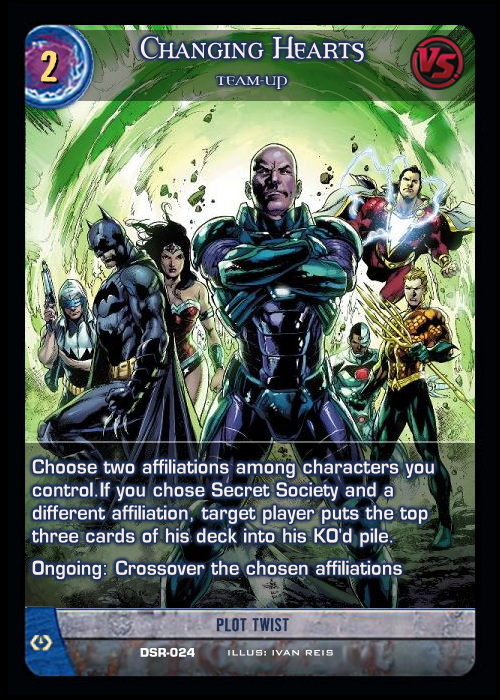 2
CHANGING HEARTS
TEAM-UP
VS.
Choose two affiliations among characters you
control.If you chose Secret Society and a
different affiliation, target player puts the top
three cards of his deck into his KO'd pile.
Ongoing: Crossover the chosen affiliations
PLOT TWIST
DSR-024 ILLUS: IVAN REIS